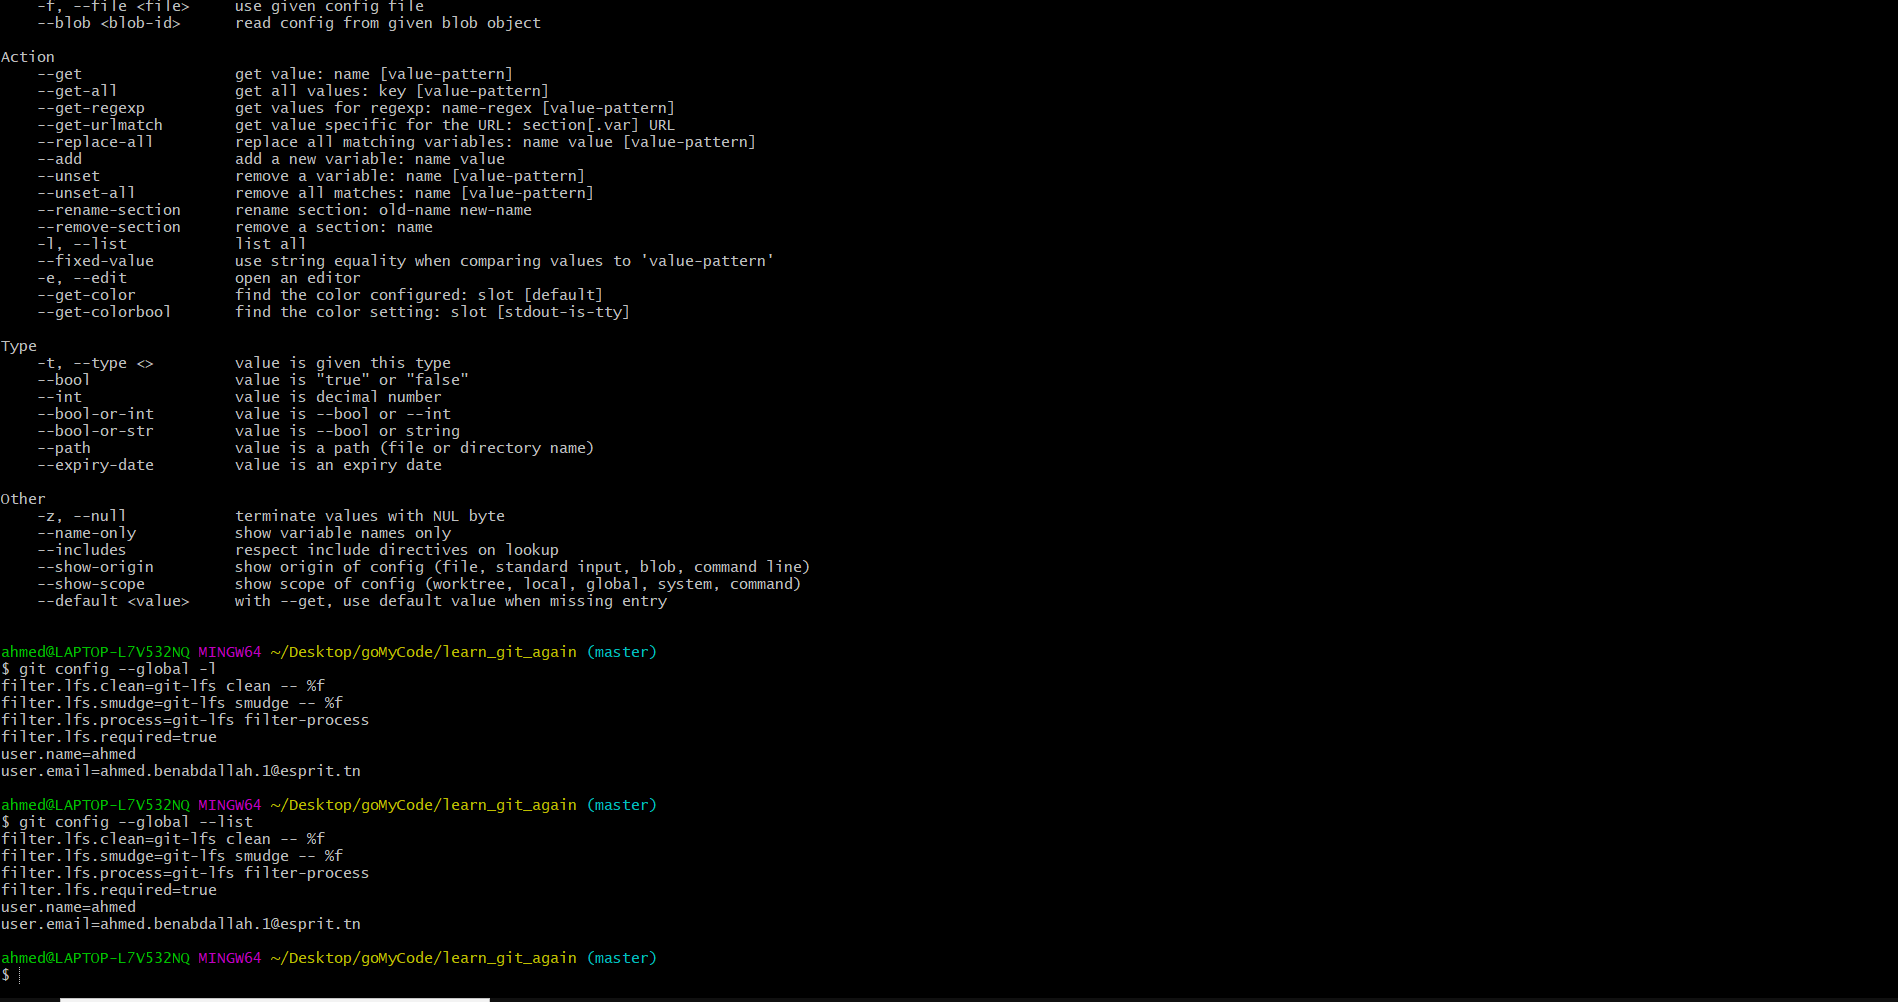 -f, --file <file>     use given config file
--blob <blob-id>      read config from given blob object
Action
--get                 get value: name [value-pattern]
--get-all             get all values: key [value-pattern]
--get-regexp          get values for regexp: name-regex [value-pattern]
--get-urlmatch        get value specific for the URL: section[.var] URL
--replace-all         replace all matching variables: name value [value-pattern]
--add                 add a new variable: name value
--unset               remove a variable: name [value-pattern]
--unset-all           remove all matches: name [value-pattern]
--rename-section      rename section: old-name new-name
--remove-section      remove a section: name
-l, --list            list all
--fixed-value         use string equality when comparing values to 'value-pattern'
-e, --edit            open an editor
--get-color           find the color configured: slot [default]
--get-colorbool       find the color setting: slot [stdout-is-tty]
Type
-t, --type <>         value is given this type
--bool                value is "true" or "false"
--int                 value is decimal number
--bool-or-int         value is --bool or --int
--bool-or-str         value is --bool or string
--path                value is a path (file or directory name)
--expiry-date         value is an expiry date
Other
-z, --null            terminate values with NUL byte
--name-only           show variable names only
--includes            respect include directives on lookup
--show-origin         show origin of config (file, standard input, blob, command line)
--show-scope          show scope of config (worktree, local, global, system, command)
--default <value>     with --get, use default value when missing entry
ahmed@LAPTOP-L7V532NQ MINGW64 ~/Desktop/goMyCode/learn_git_again (master)
$ git config --global -l
filter.lfs.clean=git-lfs clean -- %f
filter.lfs.smudge=git-lfs smudge -- %f
filter.lfs.process=git-lfs filter-process
filter.lfs.required=true
user.name=ahmed
user.email=ahmed.benabdallah.1@esprit.tn
ahmed@LAPTOP-L7V532NQ MINGW64 ~/Desktop/goMyCode/learn_git_again (master)
$ git config --global --list
filter.lfs.clean=git-lfs clean -- %f
filter.lfs.smudge=git-lfs smudge -- %f
filter.lfs.process=git-lfs filter-process
filter.lfs.required=true
user.name=ahmed
user.email=ahmed.benabdallah.1@esprit.tn
ahmed@LAPTOP-L7V532NQ MINGW64 ~/Desktop/goMyCode/learn_git_again (master)
$